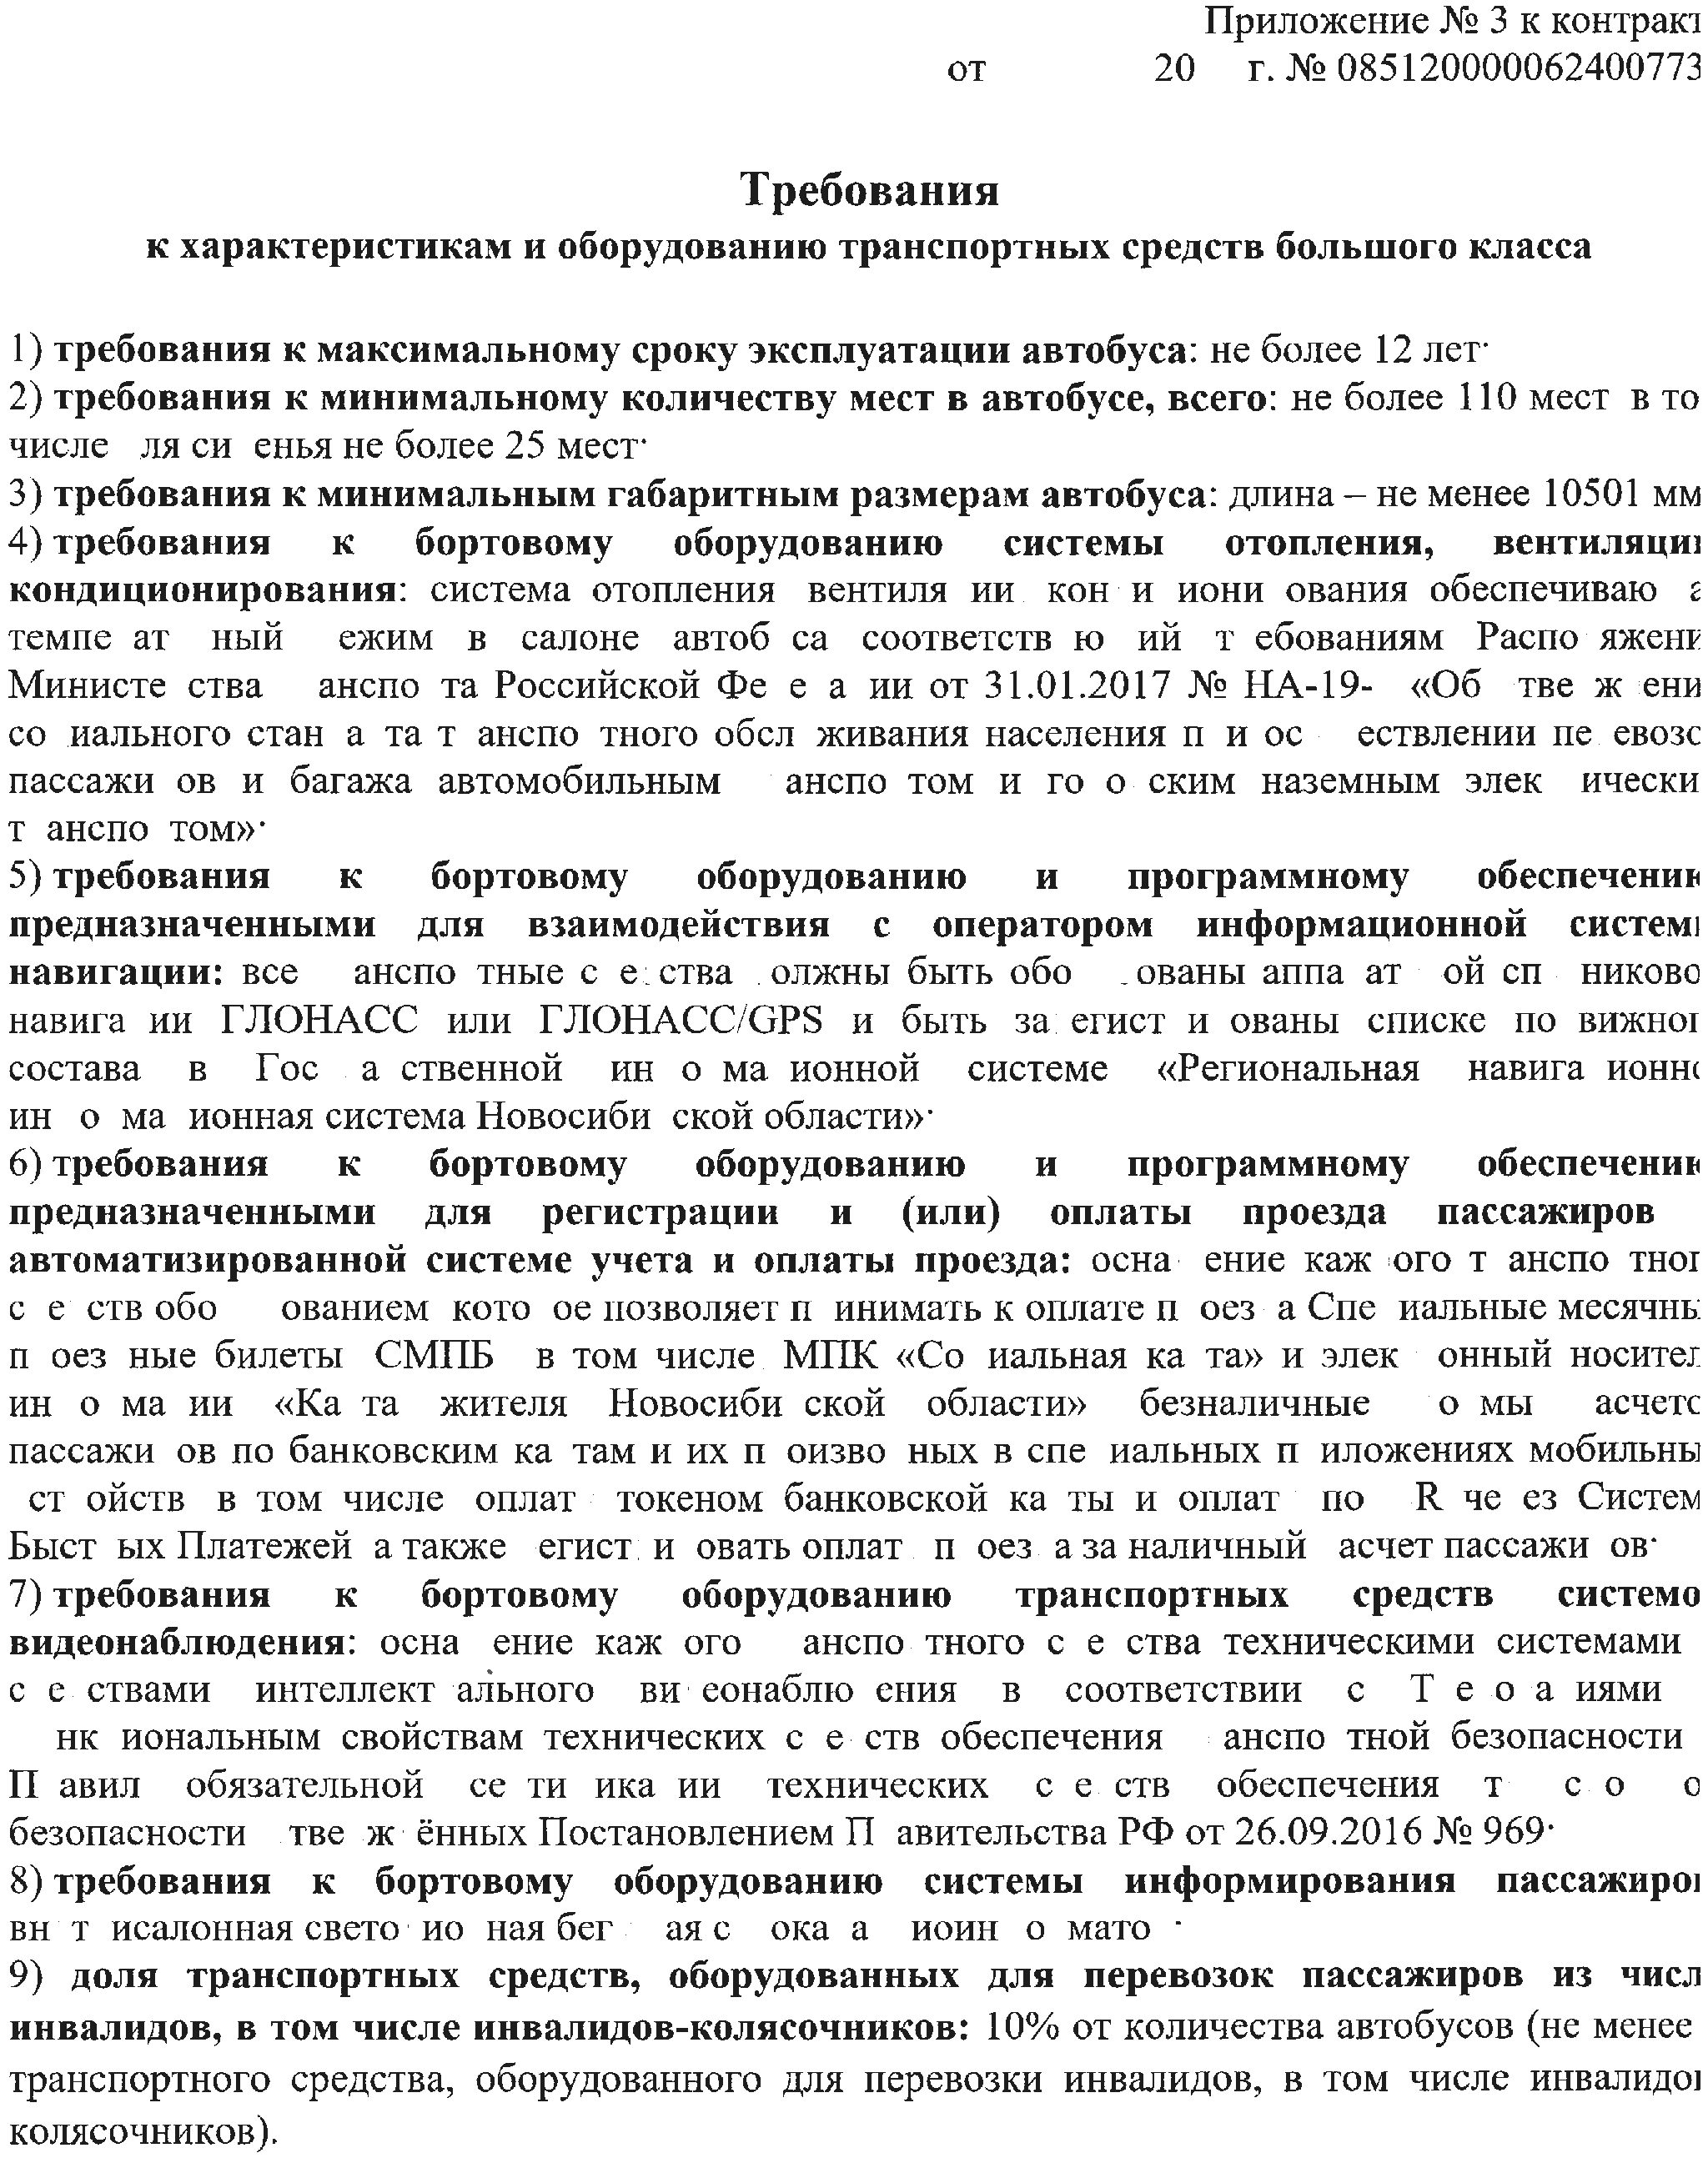 Приложение № 3 к контракт
от 20 г. № 085120000062400773
Требования
к характеристикам и оборудованию транспортных средств большого класса
1) требования к максимальному сроку эксплуатации автобуса: не более 12 лет·
2) требования к минимальному количеству мест в автобусе, всего: не более 110 мест в то
числе ля си енья не более 25 мест·
3) требования к минимальным габаритным размерам автобуса: длина – не менее 10501 мм
4) требования к бортовому оборудованию системы отопления, вентиляции
кондиционирования: система отопления вентиля ии кон и иони ования обеспечиваю
темпе ат ный ежим в салоне автоб са соответств ю ий т ебованиям Распо яжени
Министе ства анспо та Российской Фе е а ии от 31.01.2017 № НА-19- «Об тве ж ени
со иального стан а та т анспо тного обсл живания населения п и ос ествлении пе евозо
пассажи ов и багажа автомобильным анспо том и го о ским наземным элек ически
т анспо том»·
5) требования к бортовому оборудованию и программному обеспечени
предназначенными для взаимодействия с оператором информационной систем
навигации: все анспо тные с е ства олжны быть обо ованы аппа ат ой сп никово
навига ии ГЛОНАСС или ГЛОНАСС/GPS и быть за егист и ованы списке по вижног
состава в Гос а ственной ин о ма ионной системе «Региональная навига ионн
ин о ма ионная система Новосиби ской области»·
6) требования к бортовому оборудованию и программному обеспечени
предназначенными для регистрации и (или) оплаты проезда пассажиров
автоматизированной системе учета и оплаты проезда: осна ение каж ого т анспо тног
с е ств обо ованием кото ое позволяет п инимать к оплате п оез а Спе иальные месячны
п оез ные билеты СМПБ в том числе МПК «Со иальная ка та» и элек онный носител
ин о ма ии «Ка та жителя Новосиби ской области» безналичные о мы асчето
пассажи ов по банковским ка там и их п оизво ных в спе иальных п иложениях мобильны
ст ойств в том числе оплат токеном банковской ка ты и оплат по R че ез Систем
Быст ых Платежей а также егист и овать оплат п оез а за наличный асчет пассажи ов·
7) требования к бортовому оборудованию транспортных средств системо
видеонаблюдения: осна ение каж ого анспо тного с е ства техническими системами
с е ствами интеллект ального ви еонаблю ения в соответствии с Т е о а иями
нк иональным свойствам технических с е ств обеспечения анспо тной безопасности
П авил обязательной се ти ика ии технических с е ств обеспечения т с о о
безопасности тве ж ённых Постановлением П авительства РФ от 26.09.2016 № 969·
8) требования к бортовому оборудованию системы информирования пассажиров
вн т исалонная свето ио ная бег ая с ока а иоин о мато ·
9) доля транспортных средств, оборудованных для перевозок пассажиров из числ
инвалидов, в том числе инвалидов-колясочников: 10% от количества автобусов (не менее
транспортного средства, оборудованного для перевозки инвалидов, в том числе инвалидов
колясочников).